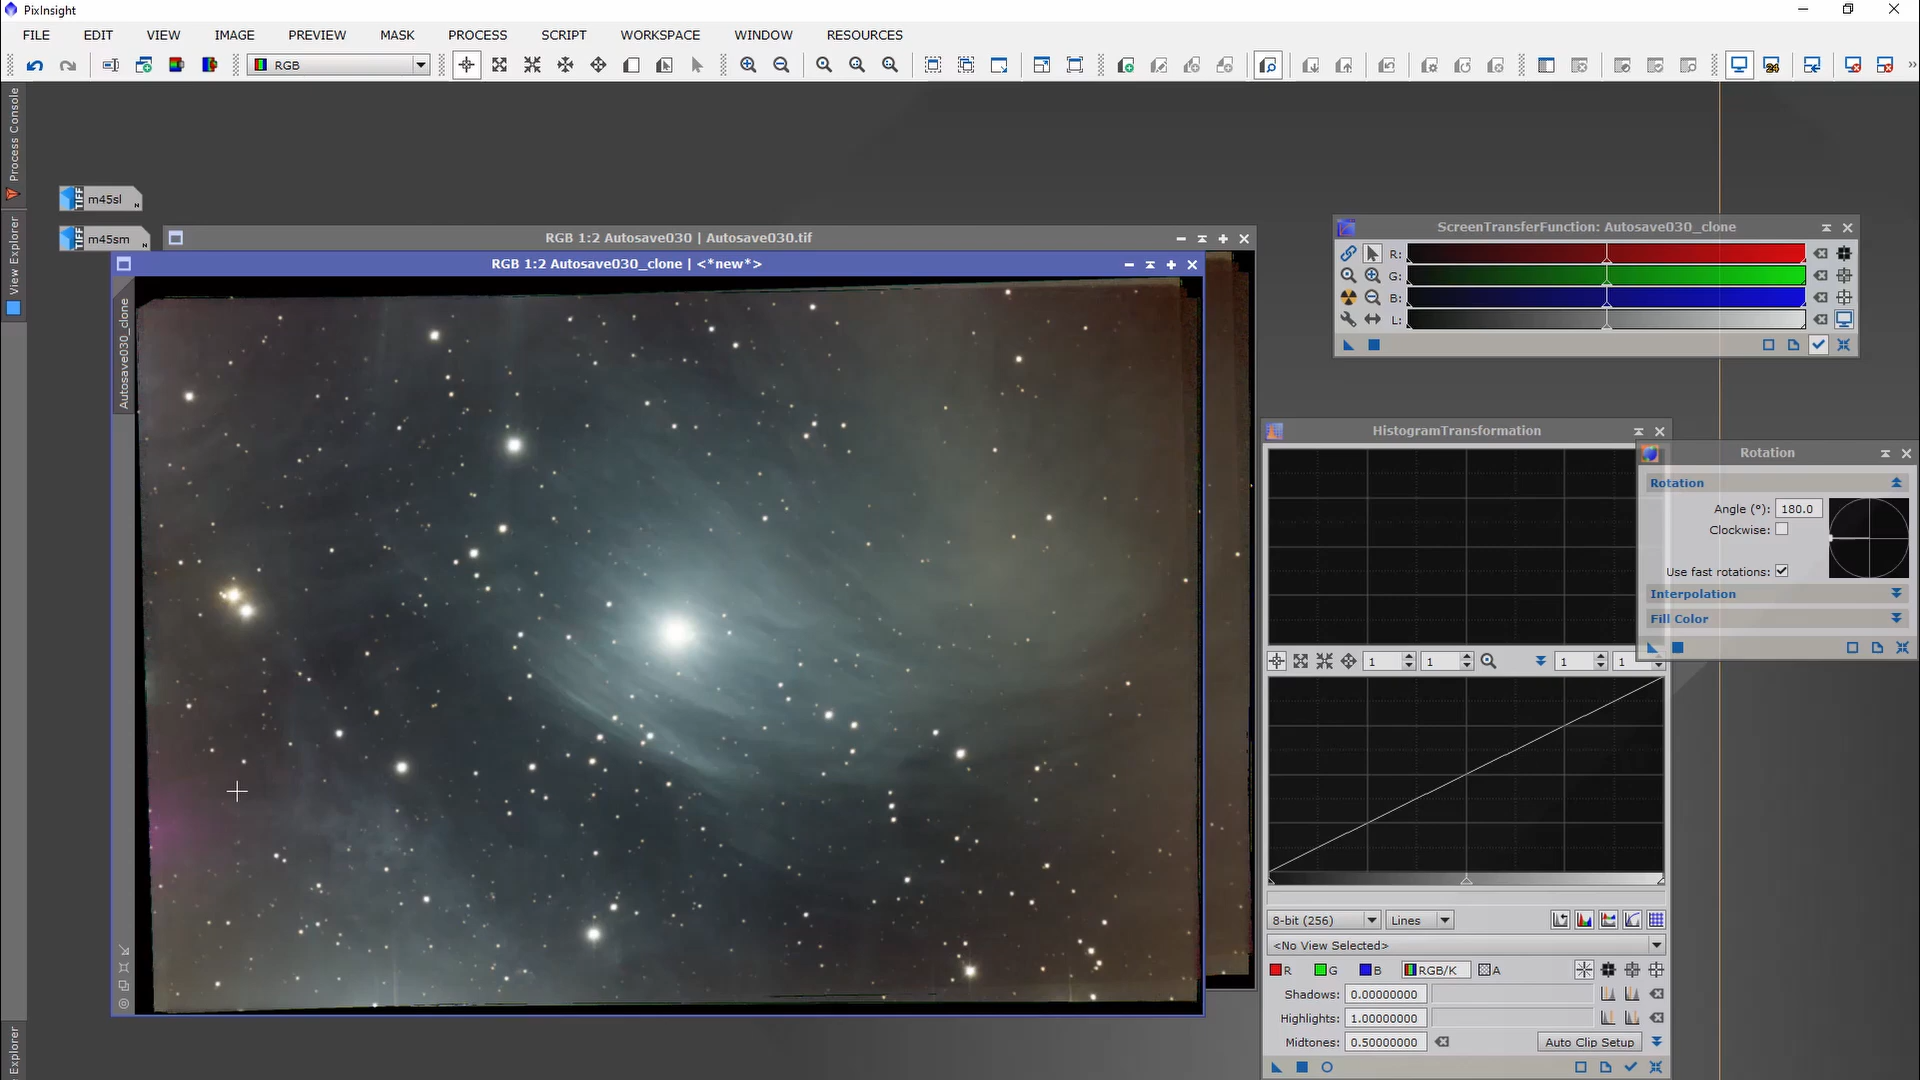 PixInsight
FILE EDIT VIEW IMAGE PREVIEW MASK PROCESS SCRIPT WORKSPACE WINDOW RESOURCES
RGB
24
Process Console
View Explorer
Explorer
TIFF m45sl
TIFF m45sm
RGB 1:2 Autosave030 | Autosave030.tif
RGB 1:2 Autosave030_clone | <*new*>
Autosave030_clone
ScreenTransferFunction: Autosave030_clone
R:
G:
B:
L:
HistogramTransformation
1 1 1 1
8-bit (256) Lines
<No View Selected>
R G B RGB/K A
Shadows: 0.00000000
Highlights: 1.00000000
Midtones: 0.50000000 Auto Clip Setup
Rotation
Rotation
Angle (°): 180.0
Clockwise:
Use fast rotations:
Interpolation
Fill Color